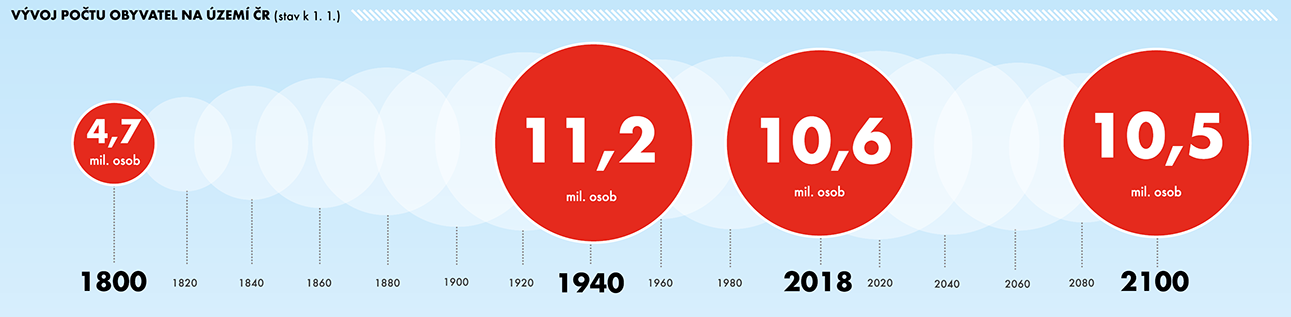 VÝVOJ POČTU OBYVATEL NA ÚZEMÍ ČR (stav k 1. 1.)
4,7
mil. osob
11,2
mil. osob
10,6
mil. osob
10,5
mil. osob
1800 1820 1840 1860 1880 1900 1920 1940 1960 1980 2018 2020 2040 2060 2080 2100